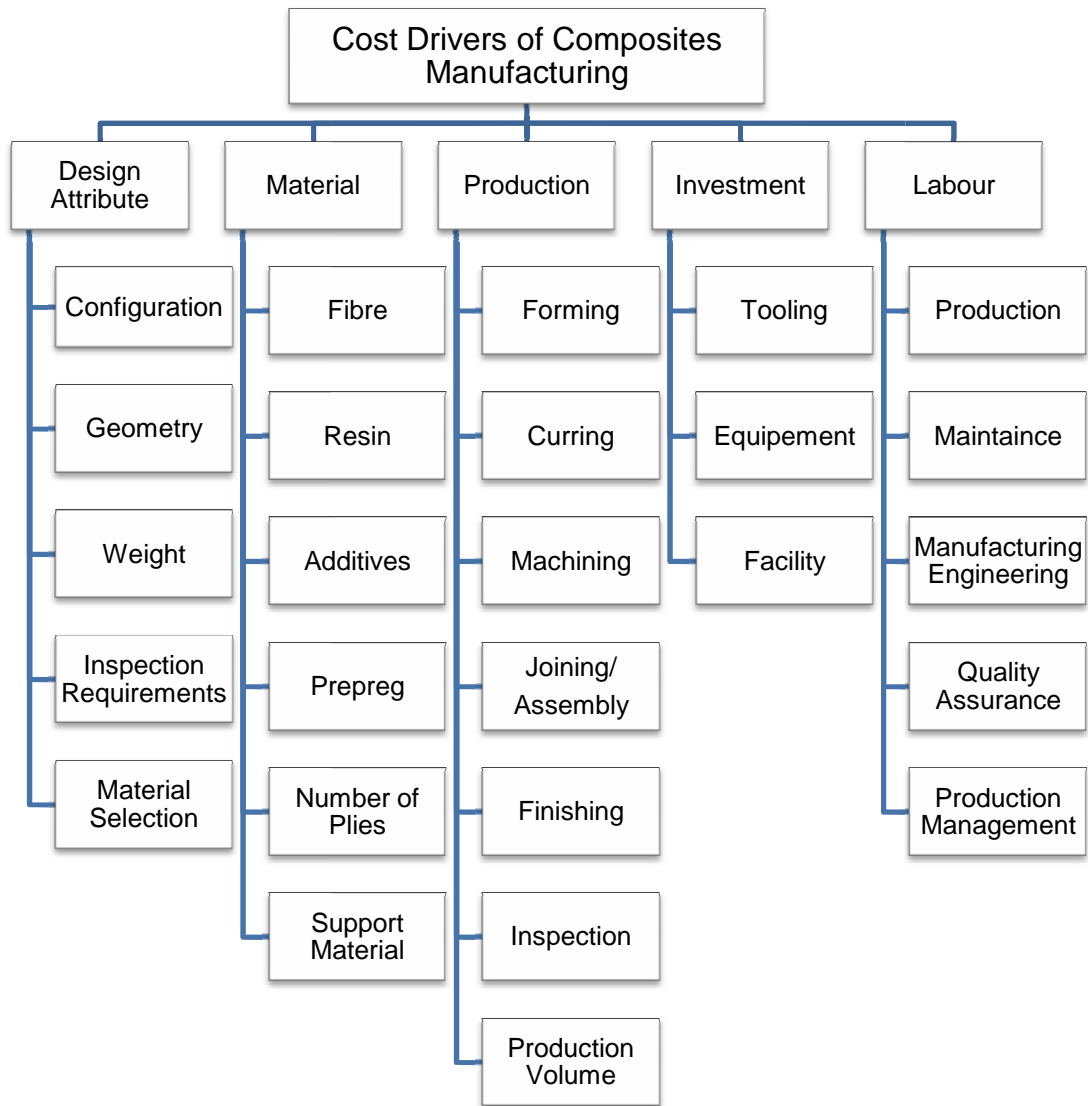 Cost Drivers of Composites
Manufacturing
Design
Attribute
Configuration
Geometry
Weight
Inspection
Requirements
Material
Selection
Material
Fibre
Resin
Additives
Prepreg
Number of
Plies
Support
Material
Production
Forming
Curring
Machining
Joining/
Assembly
Finishing
Inspection
Production
Volume
Investment
Tooling
Equipement
Facility
Labour
Production
Maintaince
Manufacturing
Engineering
Quality
Assurance
Production
Management